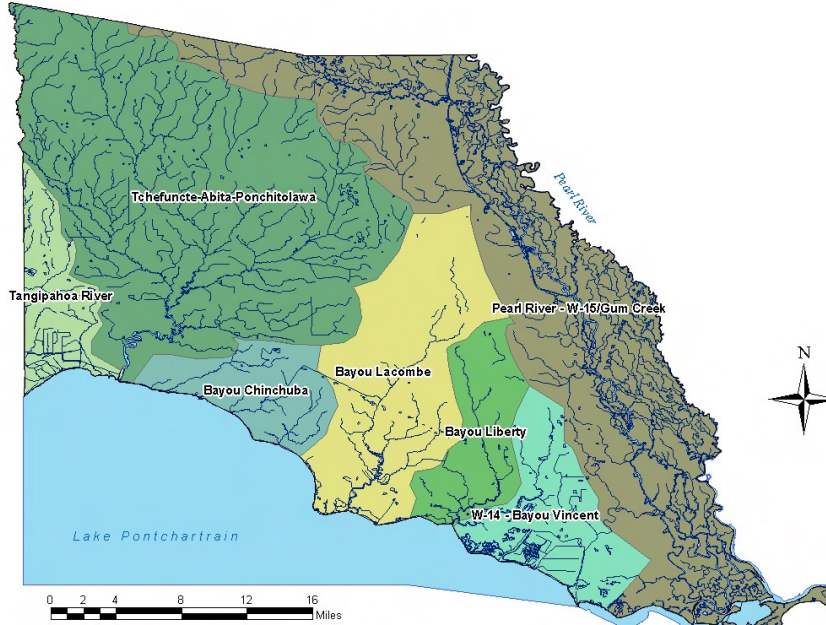 Tchefuncte-Abita-Ponchitolawa
Pearl River
Tangipahoa River
Pearl River - W-15/Gum Creek
N
Bayou Lacombe
Bayou Chinchuba
Bayou Liberty
W-14 - Bayou Vincent
Lake Pontchartrain
0 2 4 8 12 16
Miles